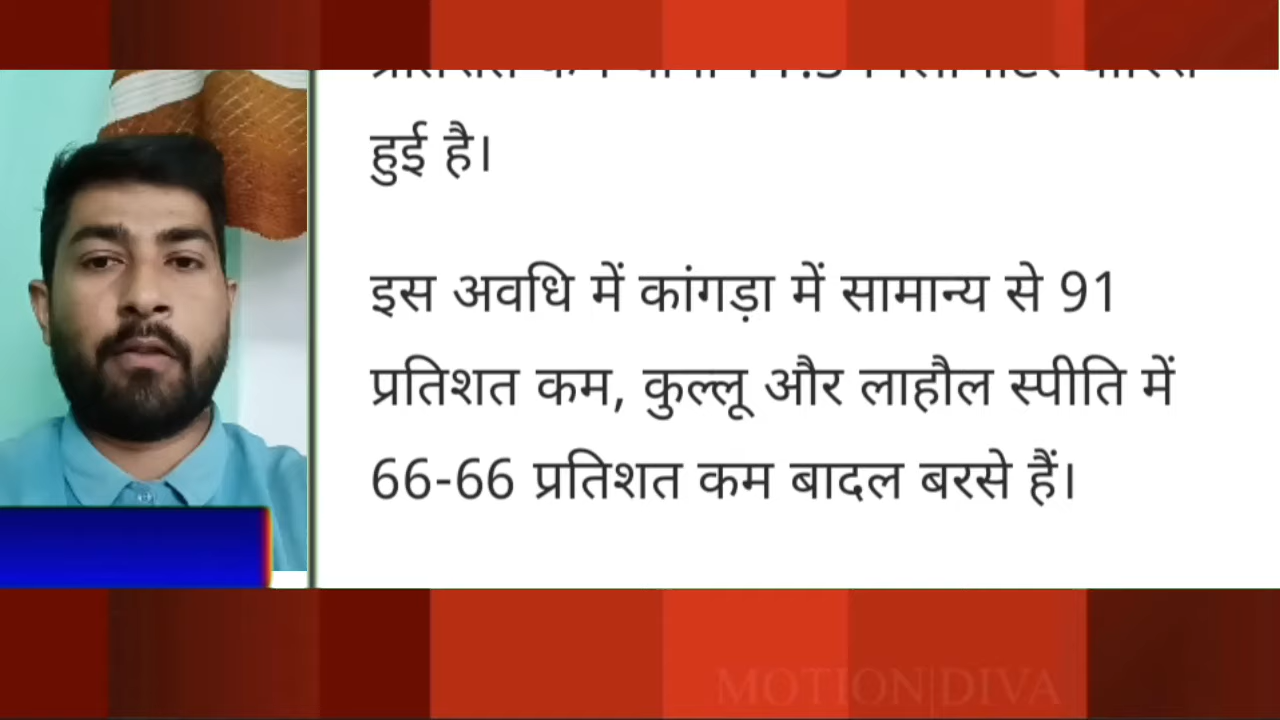 हुई है।
इस अवधि में कांगड़ा में सामान्य से 91
प्रतिशत कम, कुल्लू और लाहौल स्पीति में
66-66 प्रतिशत कम बादल बरसे हैं।
MOTION|DIVA